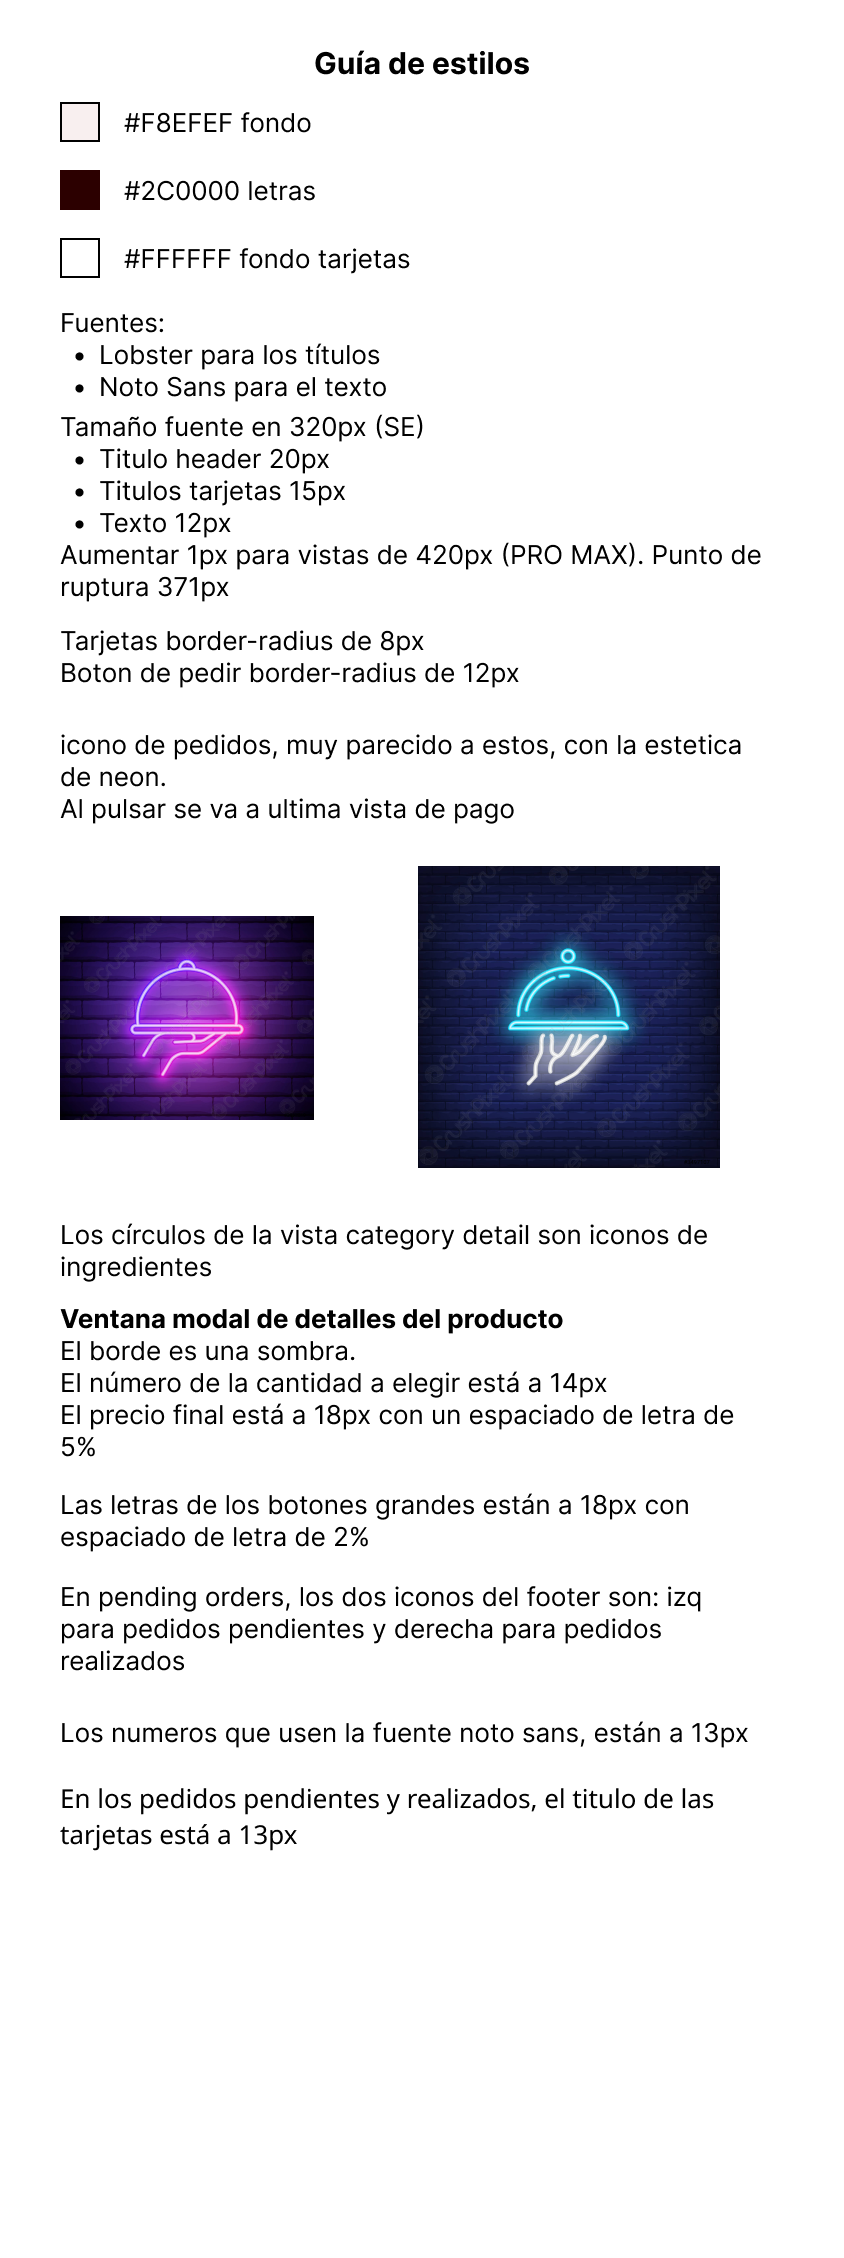 Guía de estilos
#F8EFEF fondo
#2C0000 letras
#FFFFFF fondo tarjetas
Fuentes:
• Lobster para los títulos
• Noto Sans para el texto
Tamaño fuente en 320px (SE)
• Titulo header 20px
• Titulos tarjetas 15px
• Texto 12px
Aumentar 1px para vistas de 420px (PRO MAX). Punto de
ruptura 371px
Tarjetas border-radius de 8px
Boton de pedir border-radius de 12px
icono de pedidos, muy parecido a estos, con la estetica
de neon.
Al pulsar se va a ultima vista de pago
CrushPixel
Los círculos de la vista category detail son iconos de
ingredientes
Ventana modal de detalles del producto
El borde es una sombra.
El número de la cantidad a elegir está a 14px
El precio final está a 18px con un espaciado de letra de
5%
Las letras de los botones grandes están a 18px con
espaciado de letra de 2%
En pending orders, los dos iconos del footer son: izq
para pedidos pendientes y derecha para pedidos
realizados
Los numeros que usen la fuente noto sans, están a 13px
En los pedidos pendientes y realizados, el titulo de las
tarjetas está a 13px